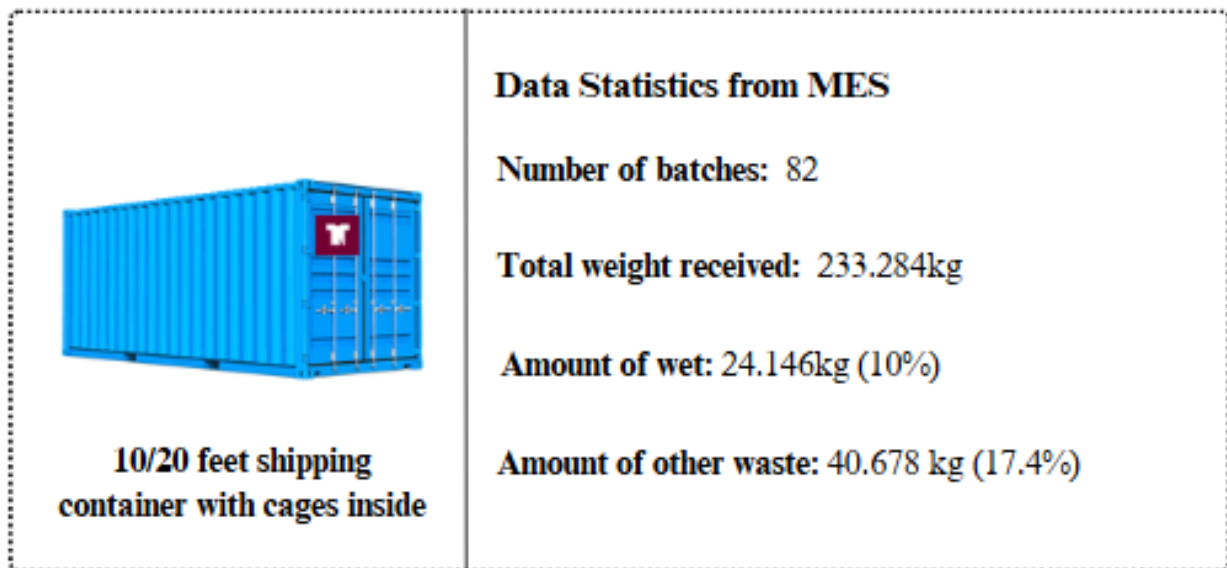 10/20 feet shipping
container with cages inside
Data Statistics from MES
Number of batches: 82
Total weight received: 233.284kg
Amount of wet: 24.146kg (10%)
Amount of other waste: 40.678 kg (17.4%)